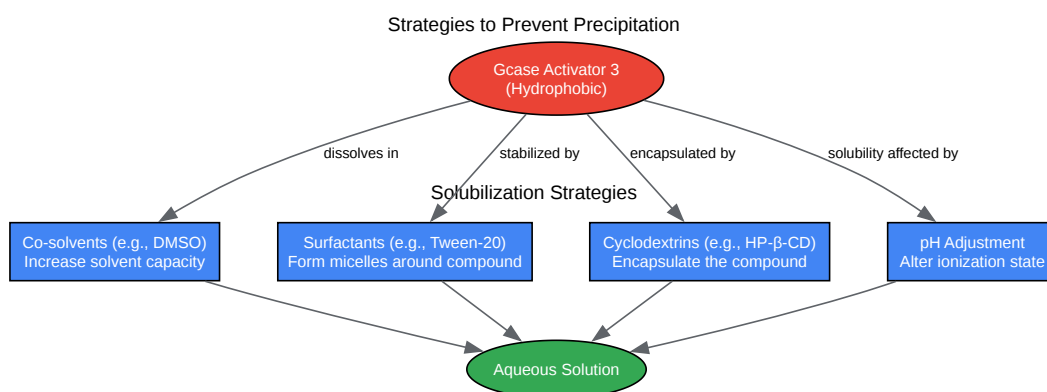 Strategies to Prevent Precipitation
Gcase Activator 3
(Hydrophobic)
dissolves in
stabilized by
encapsulated by
solubility affected by
Solubilization Strategies
Co-solvents (e.g., DMSO)
Increase solvent capacity
Surfactants (e.g., Tween-20)
Form micelles around compound
Cyclodextrins (e.g., HP-β-CD)
Encapsulate the compound
pH Adjustment
Alter ionization state
Aqueous Solution